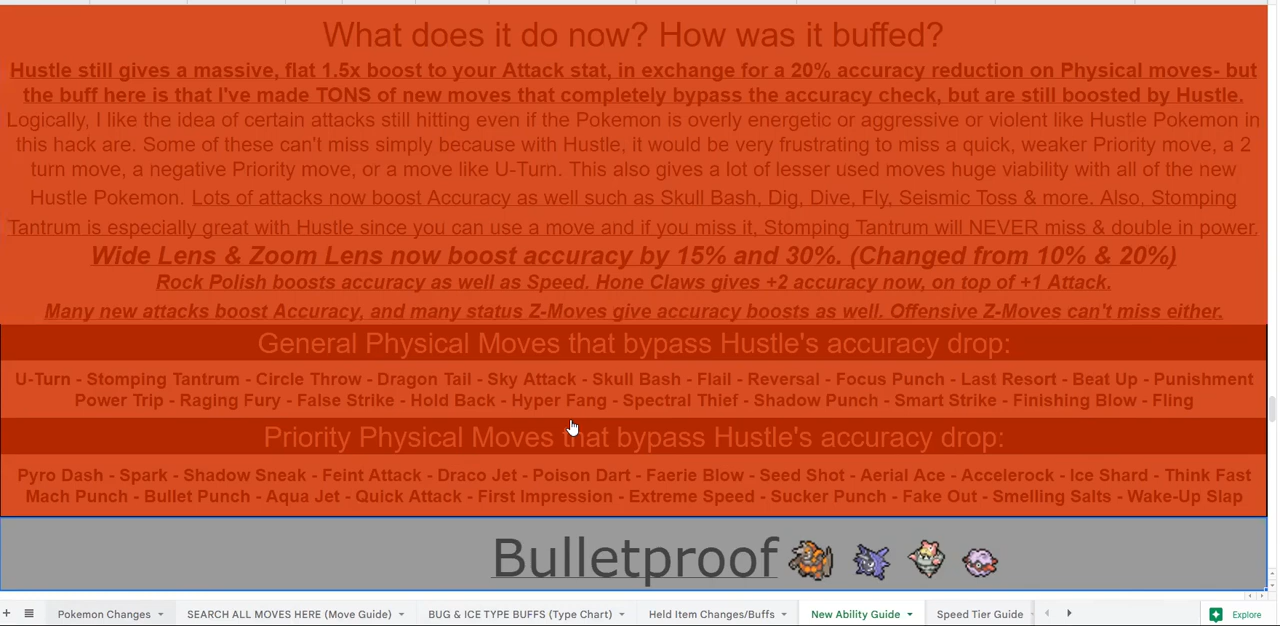 What does it do now? How was it buffed?
Hustle still gives a massive, flat 1.5x boost to your Attack stat, in exchange for a 20% accuracy reduction on Physical moves- but
the buff here is that I've made TONS of new moves that completely bypass the accuracy check, but are still boosted by Hustle.
Logically, I like the idea of certain attacks still hitting even if the Pokemon is overly energetic or aggressive or violent like Hustle Pokemon in
this hack are. Some of these can't miss simply because with Hustle, it would be very frustrating to miss a quick, weaker Priority move, a 2
turn move, a negative Priority move, or a move like U-Turn. This also gives a lot of lesser used moves huge viability with all of the new
Hustle Pokemon. Lots of attacks now boost Accuracy as well such as Skull Bash, Dig, Dive, Fly, Seismic Toss & more. Also, Stomping
Tantrum is especially great with Hustle since you can use a move and if you miss it, Stomping Tantrum will NEVER miss & double in power.
Wide Lens & Zoom Lens now boost accuracy by 15% and 30%. (Changed from 10% & 20%)
Rock Polish boosts accuracy as well as Speed. Hone Claws gives +2 accuracy now, on top of +1 Attack.
Many new attacks boost Accuracy, and many status Z-Moves give accuracy boosts as well. Offensive Z-Moves can't miss either.
General Physical Moves that bypass Hustle's accuracy drop:
U-Turn - Stomping Tantrum - Circle Throw - Dragon Tail - Sky Attack - Skull Bash - Flail - Reversal - Focus Punch - Last Resort - Beat Up - Punishment
Power Trip - Raging Fury - False Strike - Hold Back - Hyper Fang - Spectral Thief - Shadow Punch - Smart Strike - Finishing Blow - Fling
Priority Physical Moves that bypass Hustle's accuracy drop:
Pyro Dash - Spark - Shadow Sneak - Feint Attack - Draco Jet - Poison Dart - Faerie Blow - Seed Shot - Aerial Ace - Accelerock - Ice Shard - Think Fast
Mach Punch - Bullet Punch - Aqua Jet - Quick Attack - First Impression - Extreme Speed - Sucker Punch - Fake Out - Smelling Salts - Wake-Up Slap
Bulletproof
Pokemon Changes SEARCH ALL MOVES HERE (Move Guide) BUG & ICE TYPE BUFFS (Type Chart) Held Item Changes/Buffs New Ability Guide Speed Tier Guide Explore